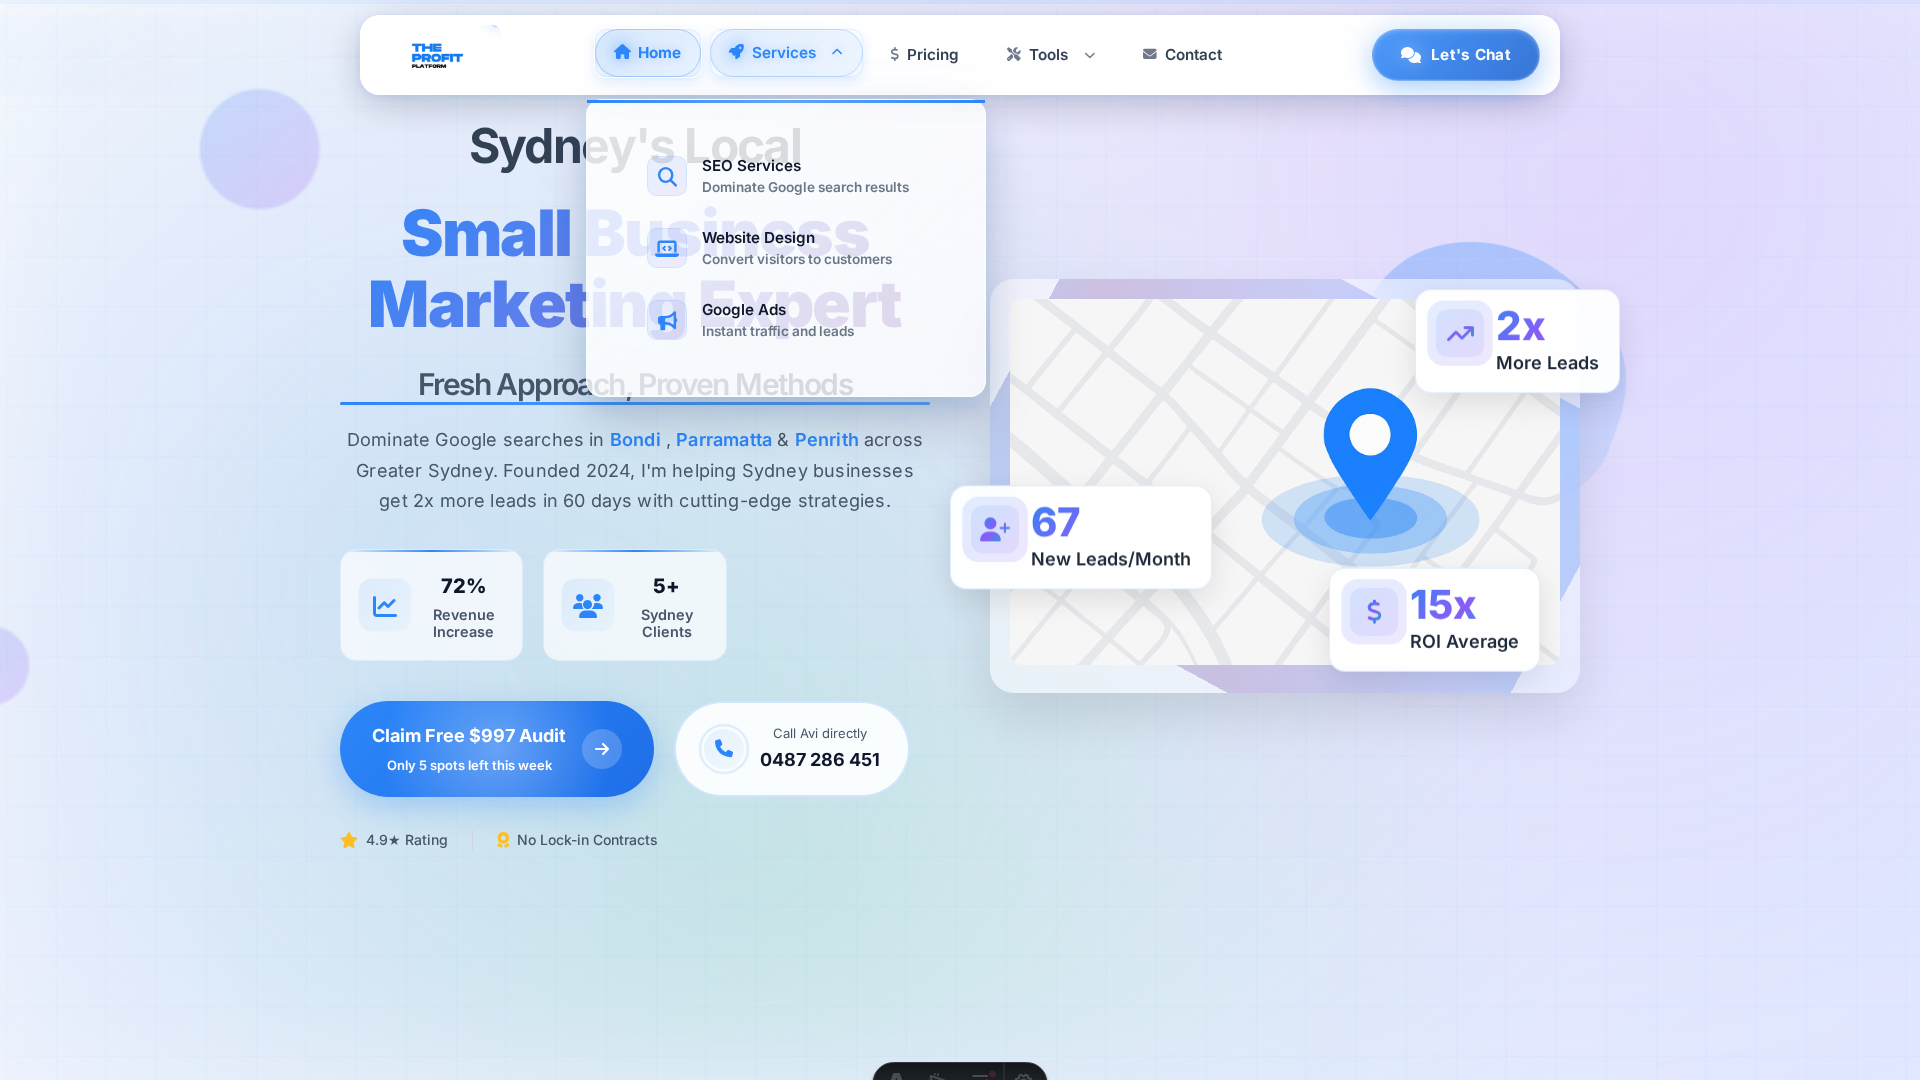 THE
PROFIT
PLATFORM
Home
Services
Pricing
Tools
Contact
Let's Chat
Sydney's Local
Small Business
Marketing Expert
Fresh Approach, Proven Methods
SEO Services
Dominate Google search results
Website Design
Convert visitors to customers
Google Ads
Instant traffic and leads
Dominate Google searches in Bondi , Parramatta & Penrith across
Greater Sydney. Founded 2024, I'm helping Sydney businesses
get 2x more leads in 60 days with cutting-edge strategies.
72%
Revenue
Increase
5+
Sydney
Clients
Claim Free $997 Audit
Only 5 spots left this week
Call Avi directly
0487 286 451
4.9★ Rating
No Lock-in Contracts
2x
More Leads
67
New Leads/Month
15x
ROI Average